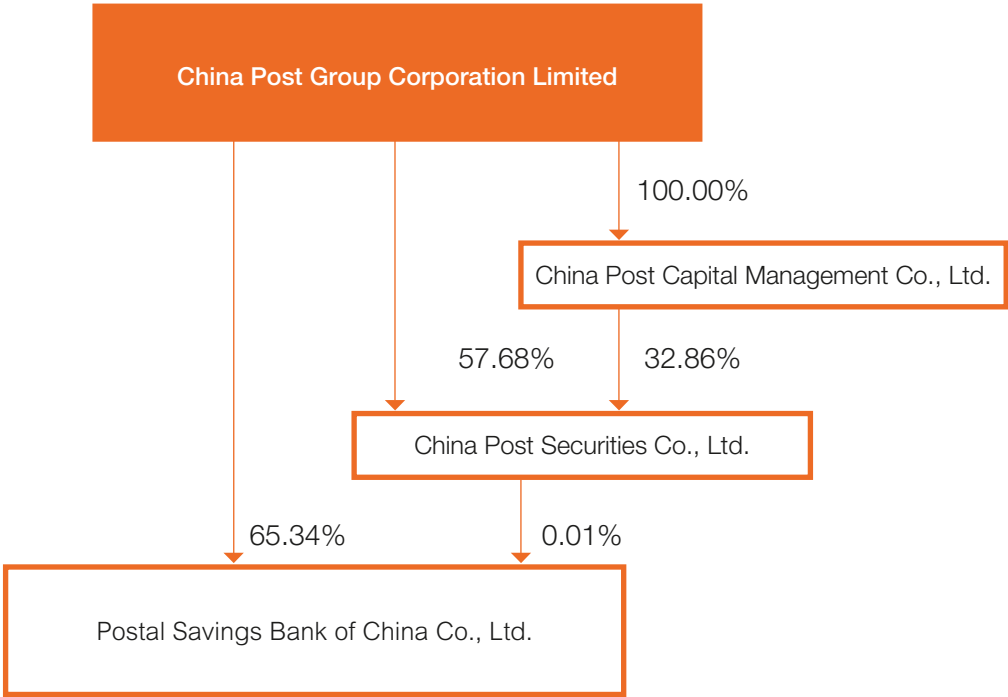 China Post Group Corporation Limited
100.00%
China Post Capital Management Co., Ltd.
57.68%
32.86%
China Post Securities Co., Ltd.
65.34%
0.01%
Postal Savings Bank of China Co., Ltd.